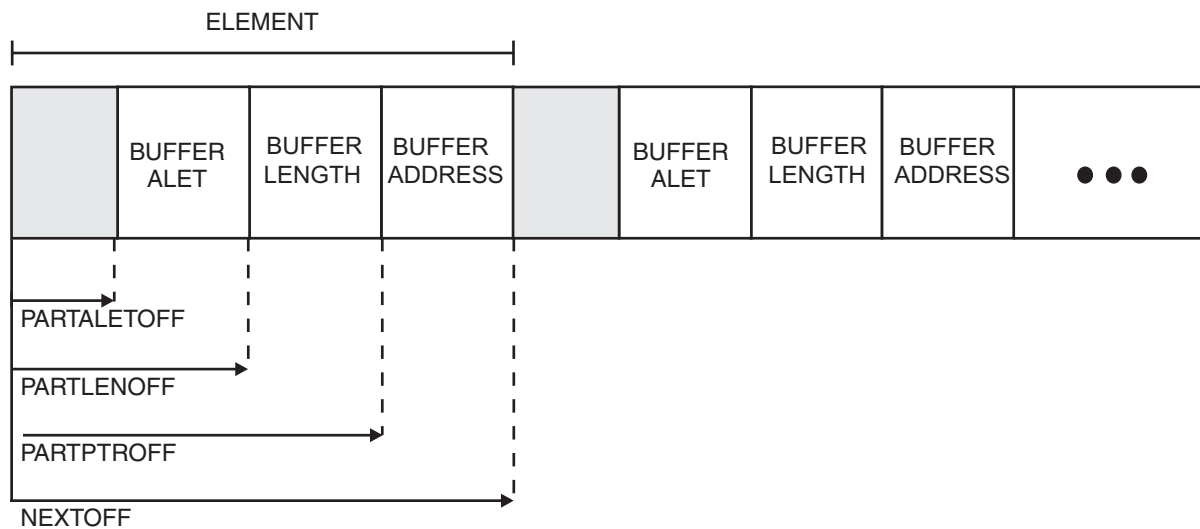 ELEMENT
BUFFER
ALET
BUFFER
LENGTH
BUFFER
ADDRESS
BUFFER
ALET
BUFFER
LENGTH
BUFFER
ADDRESS
PARTALETOFF
PARTLENOFF
PARTPTROFF
NEXTOFF